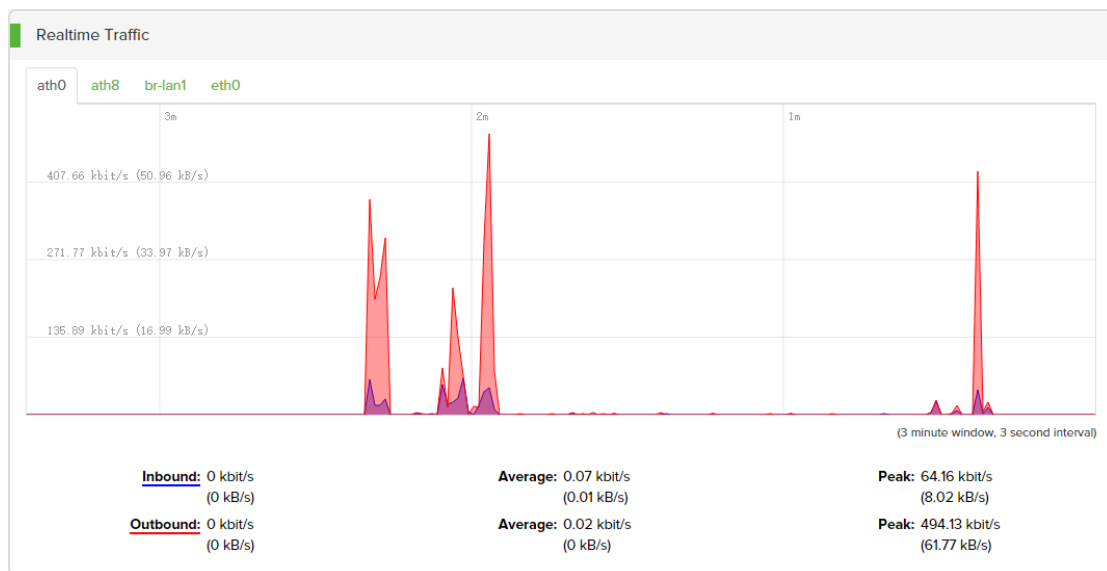 Realtime Traffic
ath0 ath8 br-lan1 eth0
3m 2m 1m
407.66 kbit/s (50.96 kB/s)
271.77 kbit/s (33.97 kB/s)
135.89 kbit/s (16.99 kB/s)
(3 minute window, 3 second interval)
Inbound: 0 kbit/s Average: 0.07 kbit/s Peak: 64.16 kbit/s
(0 kB/s) (0.01 kB/s) (8.02 kB/s)
Outbound: 0 kbit/s Average: 0.02 kbit/s Peak: 494.13 kbit/s
(0 kB/s) (0 kB/s) (61.77 kB/s)